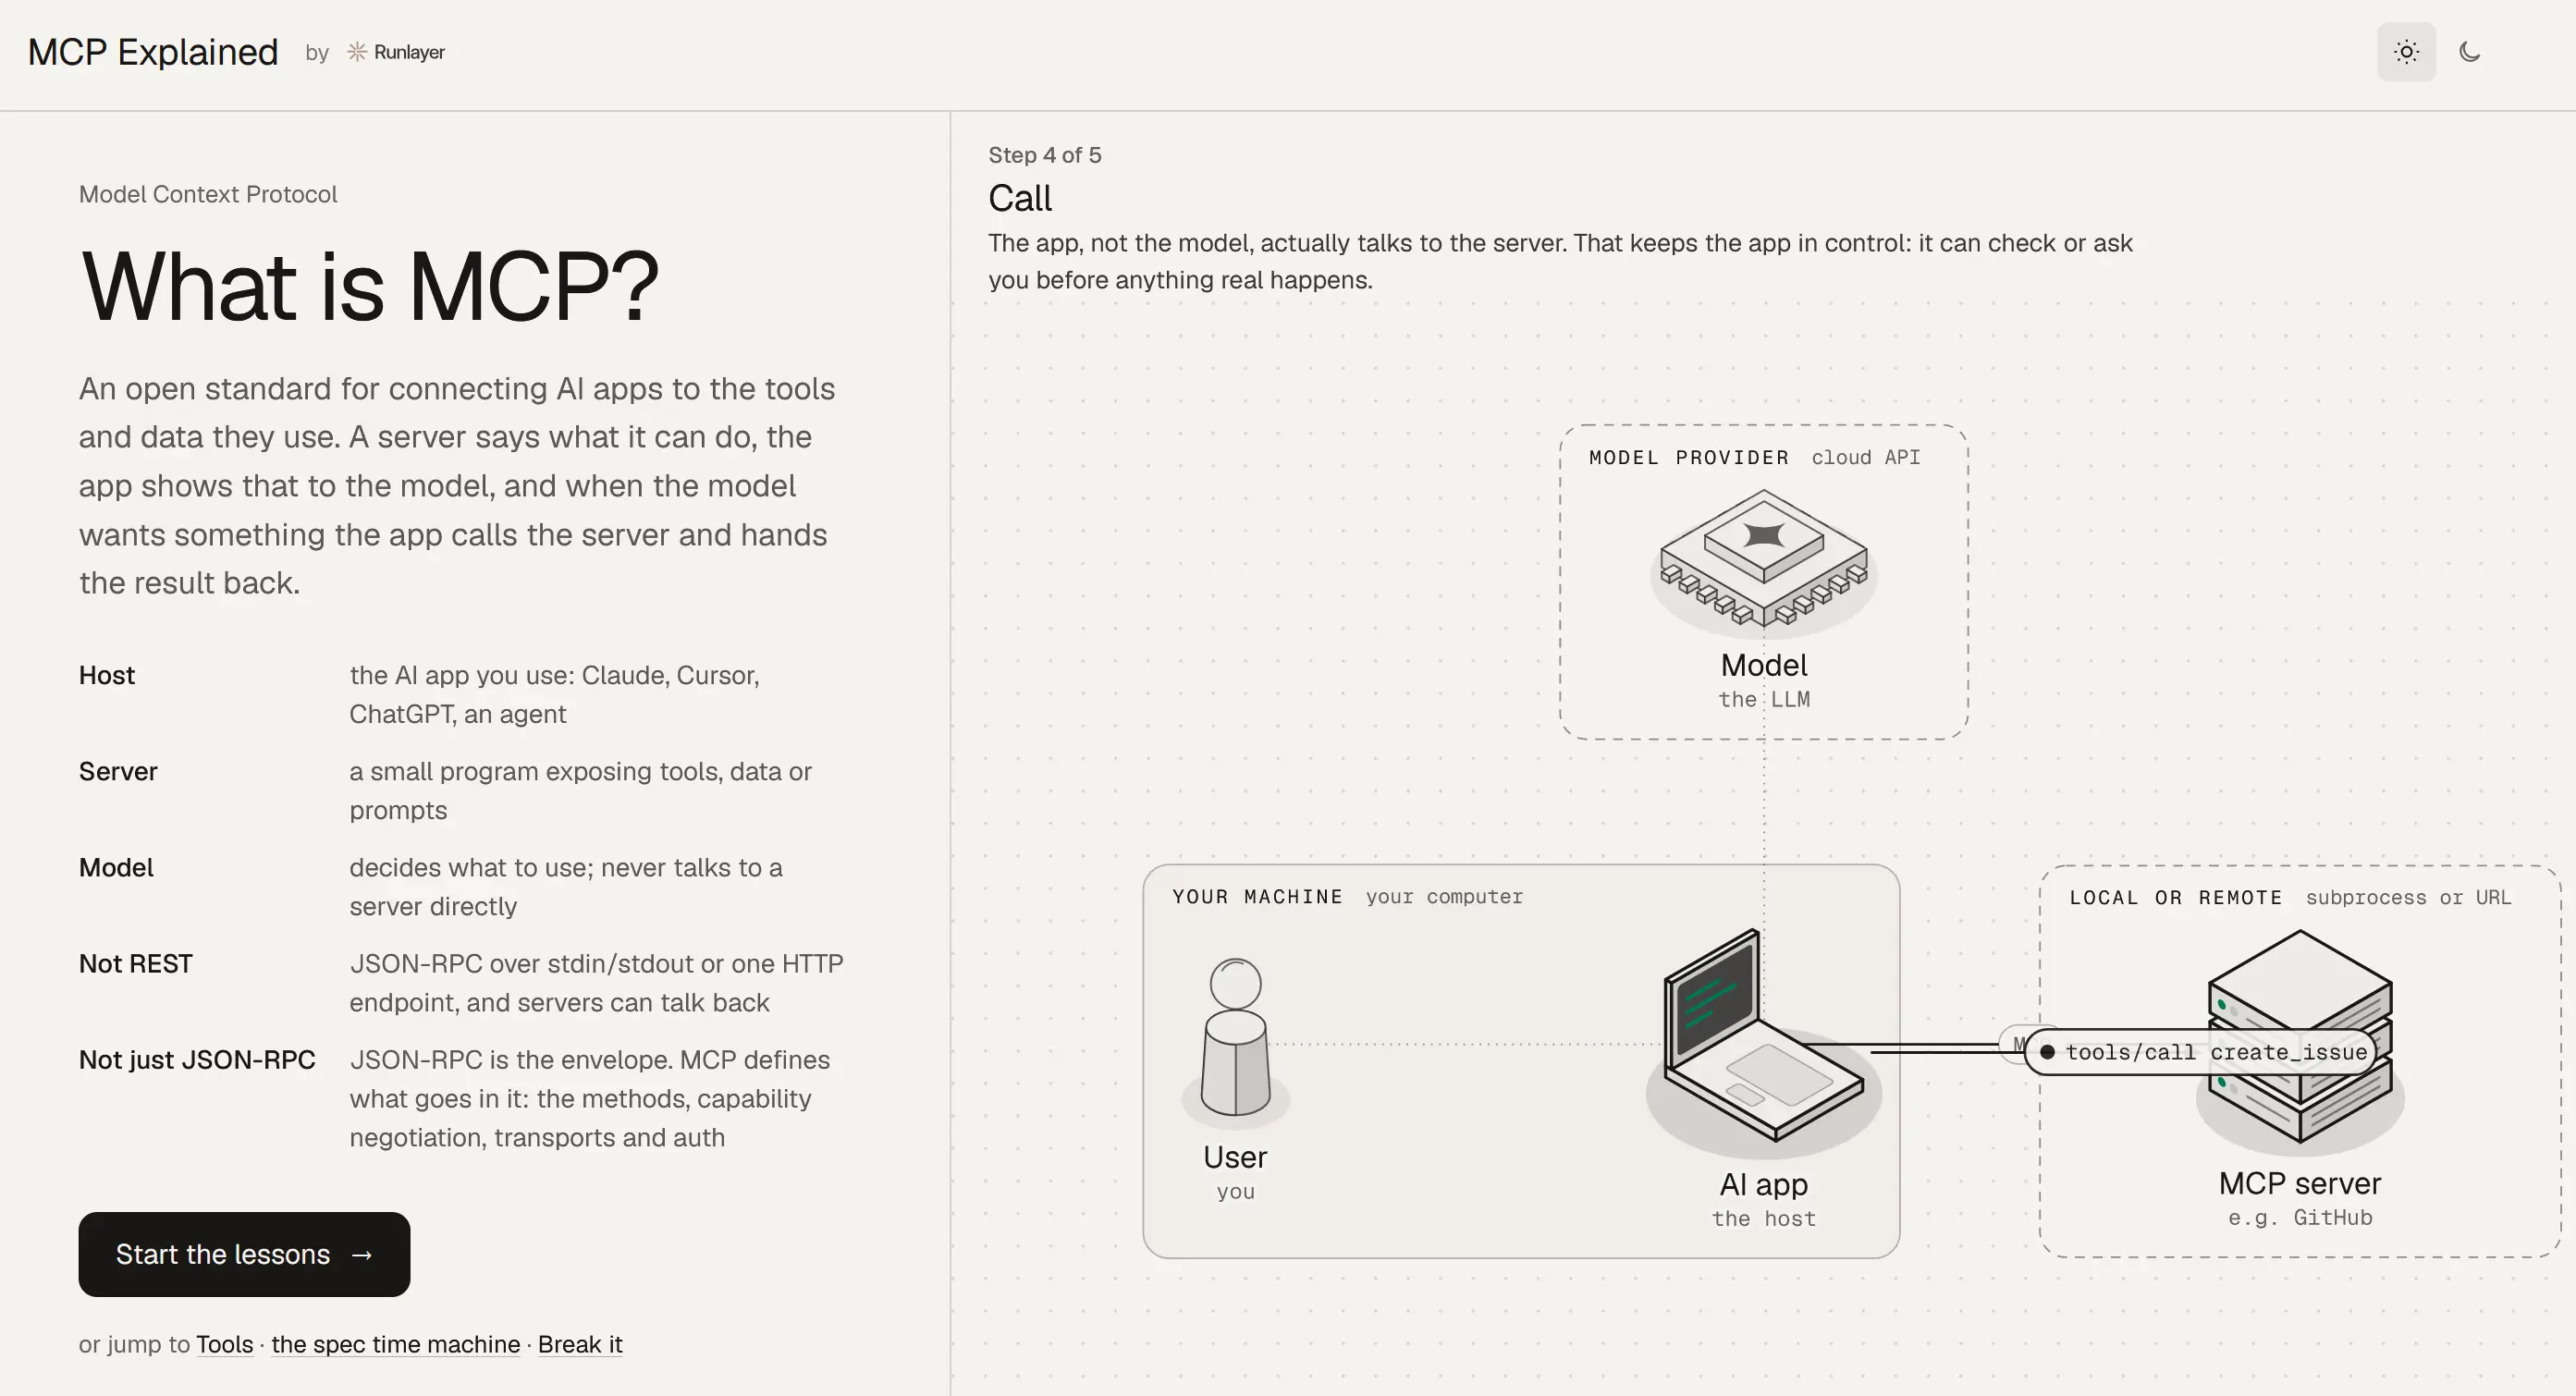 MCP Explained by Runlayer
Model Context Protocol
What is MCP?
An open standard for connecting AI apps to the tools
and data they use. A server says what it can do, the
app shows that to the model, and when the model
wants something the app calls the server and hands
the result back.
Host the AI app you use: Claude, Cursor,
ChatGPT, an agent
Server a small program exposing tools, data or
prompts
Model decides what to use; never talks to a
server directly
Not REST JSON-RPC over stdin/stdout or one HTTP
endpoint, and servers can talk back
Not just JSON-RPC JSON-RPC is the envelope. MCP defines
what goes in it: the methods, capability
negotiation, transports and auth
Start the lessons →
or jump to Tools · the spec time machine · Break it
Step 4 of 5
Call
The app, not the model, actually talks to the server. That keeps the app in control: it can check or ask
you before anything real happens.
MODEL PROVIDER cloud API
Model
the LLM
YOUR MACHINE your computer
User
you
AI app
the host
LOCAL OR REMOTE subprocess or URL
tools/call create_issue
MCP server
e.g. GitHub